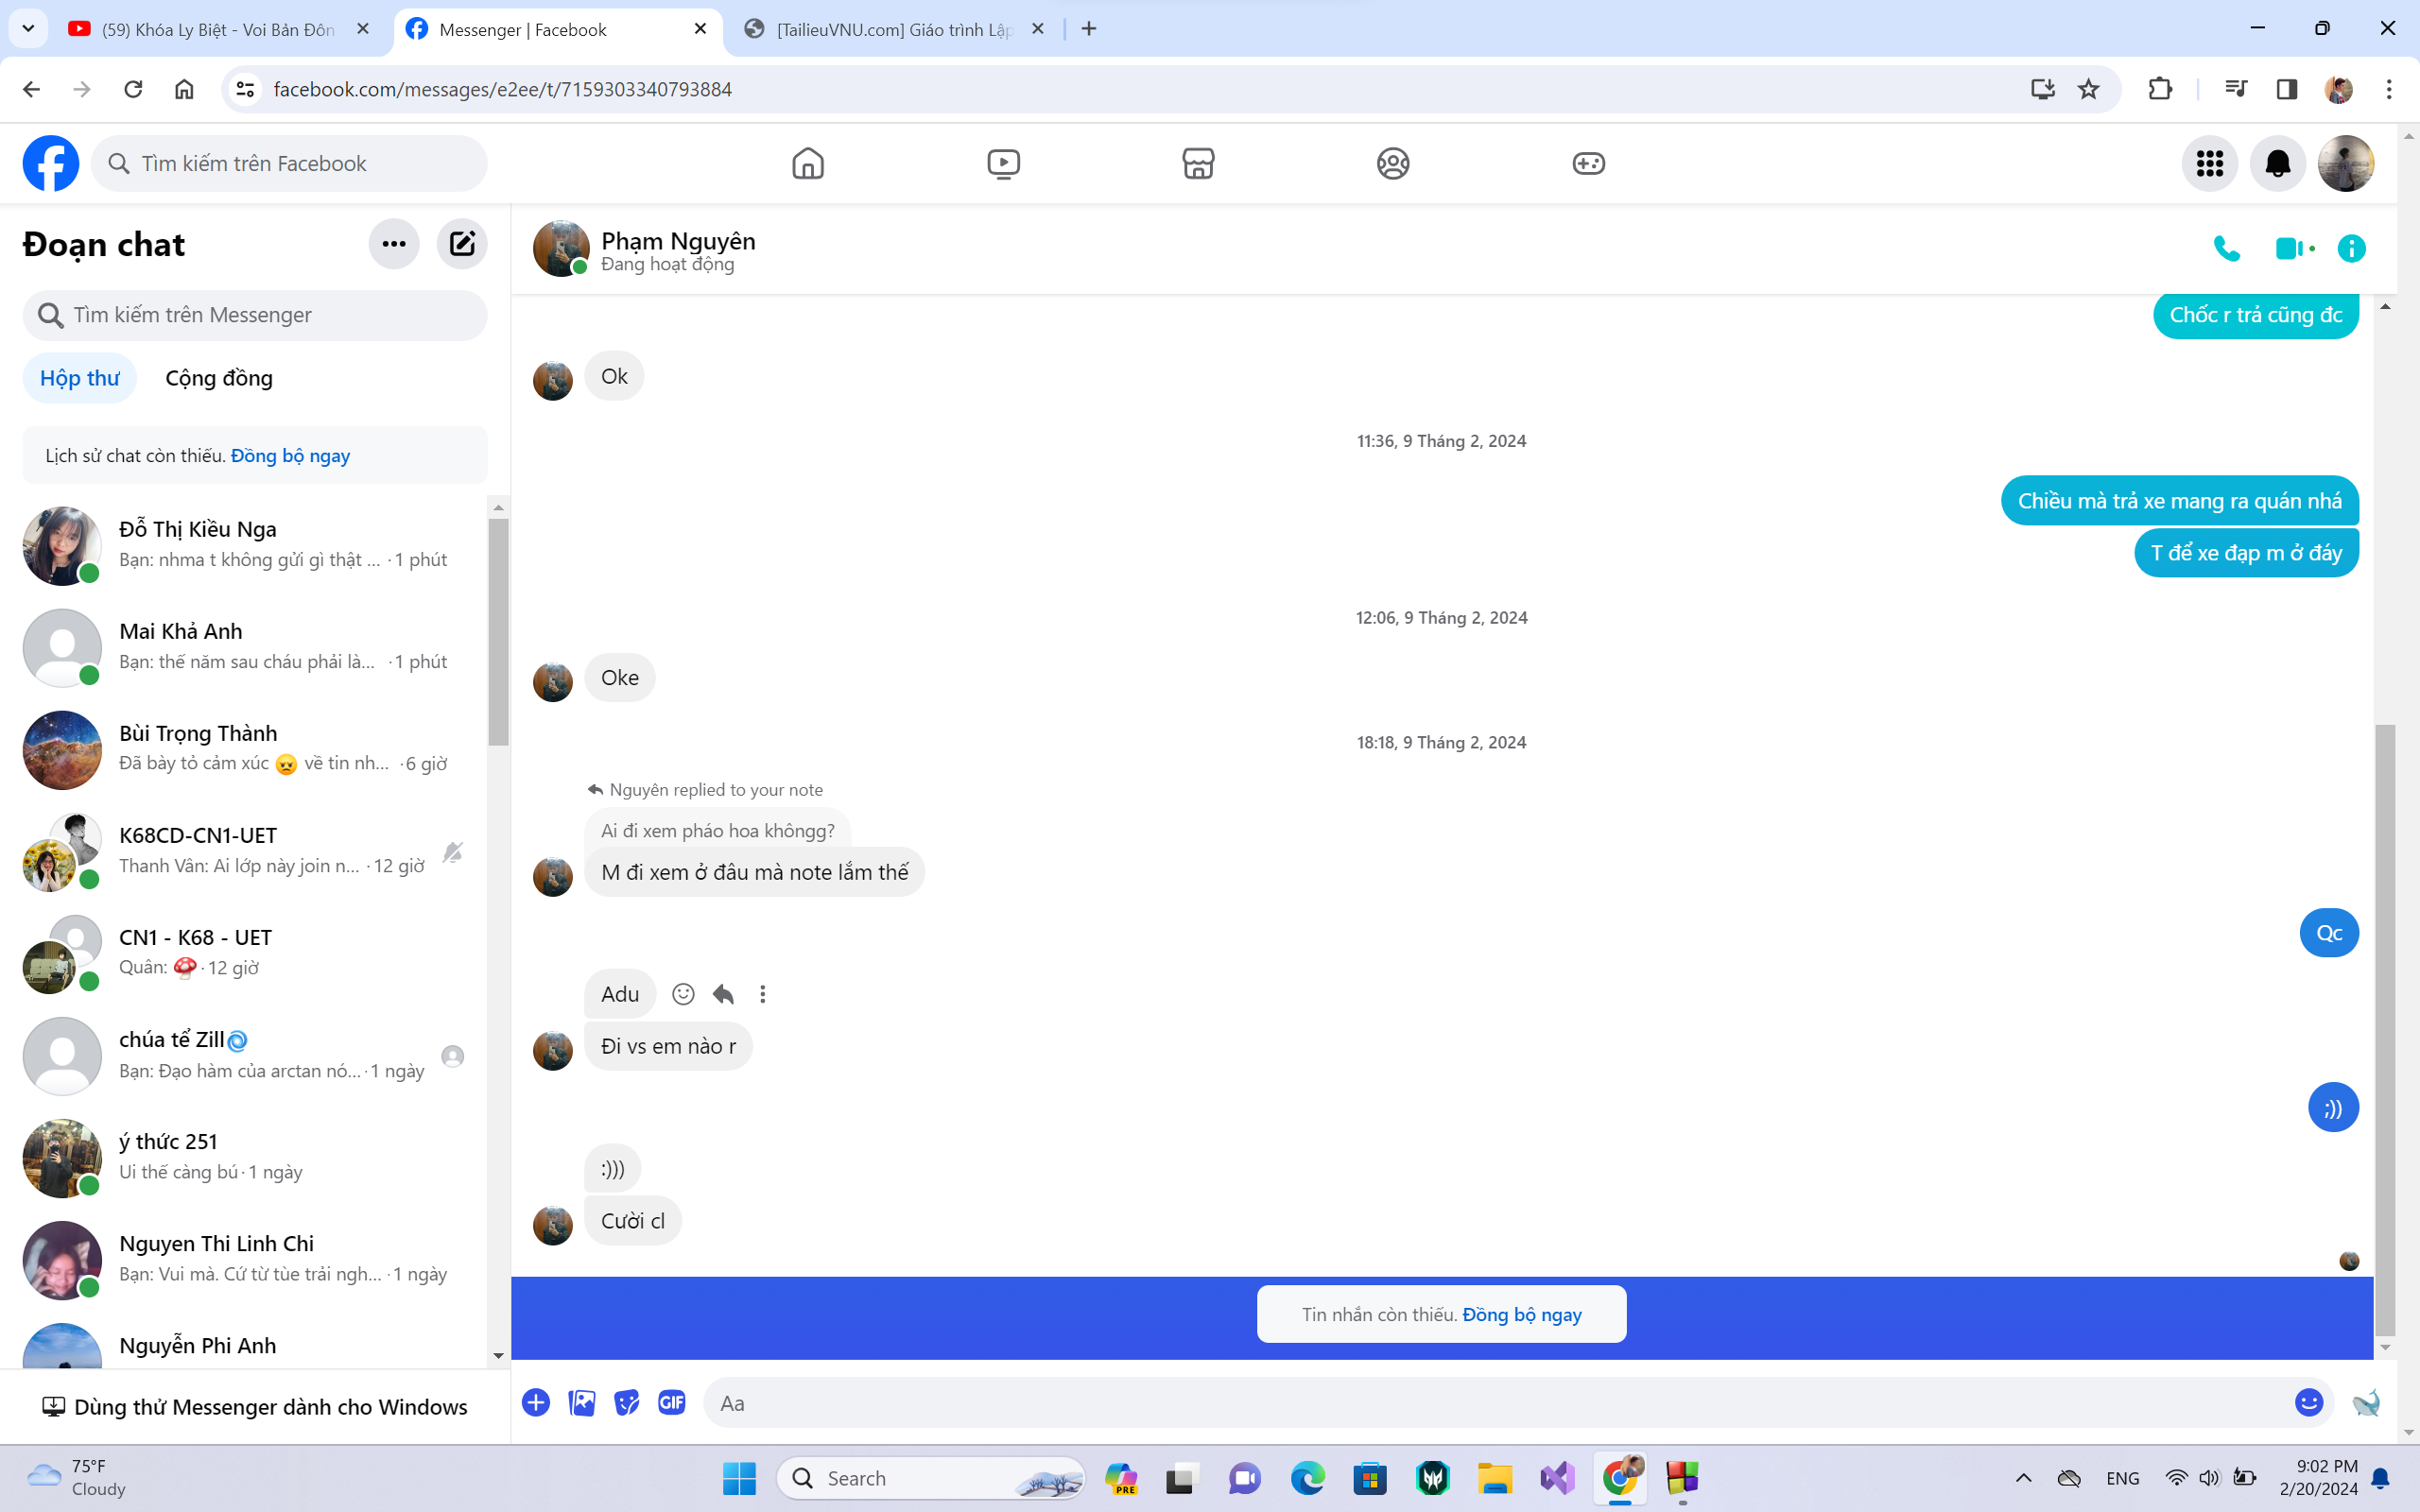 (59) Khóa Ly Biệt - Voi Bản Đôn
Messenger | Facebook
[TailieuVNU.com] Giáo trình Lập
facebook.com/messages/e2ee/t/7159303340793884
Tìm kiếm trên Facebook
Đoạn chat
Tìm kiếm trên Messenger
Hộp thư
Cộng đồng
Lịch sử chat còn thiếu. Đồng bộ ngay
Đỗ Thị Kiều Nga
Bạn: nhma t không gửi gì thật ... · 1 phút
Mai Khả Anh
Bạn: thế năm sau cháu phải là... · 1 phút
Bùi Trọng Thành
Đã bày tỏ cảm xúc 😠 về tin nh... · 6 giờ
K68CD-CN1-UET
Thanh Vân: Ai lớp này join n... · 12 giờ
CN1 - K68 - UET
Quân: 🍄 · 12 giờ
chúa tể Zill🌀
Bạn: Đạo hàm của arctan nó... · 1 ngày
ý thức 251
Ui thế càng bú · 1 ngày
Nguyen Thi Linh Chi
Bạn: Vui mà. Cứ từ tùe trải ngh... · 1 ngày
Nguyễn Phi Anh
Dùng thử Messenger dành cho Windows
Phạm Nguyên
Đang hoạt động
Chốc r trả cũng đc
Ok
11:36, 9 Tháng 2, 2024
Chiều mà trả xe mang ra quán nhá
T để xe đạp m ở đáy
12:06, 9 Tháng 2, 2024
Oke
18:18, 9 Tháng 2, 2024
Nguyên replied to your note
Ai đi xem pháo hoa khôngg?
M đi xem ở đâu mà note lắm thế
Qc
Adu
Đi vs em nào r
;))
:)))
Cười cl
Tin nhắn còn thiếu. Đồng bộ ngay
GIF
Aa
75°F
Cloudy
Search
PRE
ENG
9:02 PM
2/20/2024